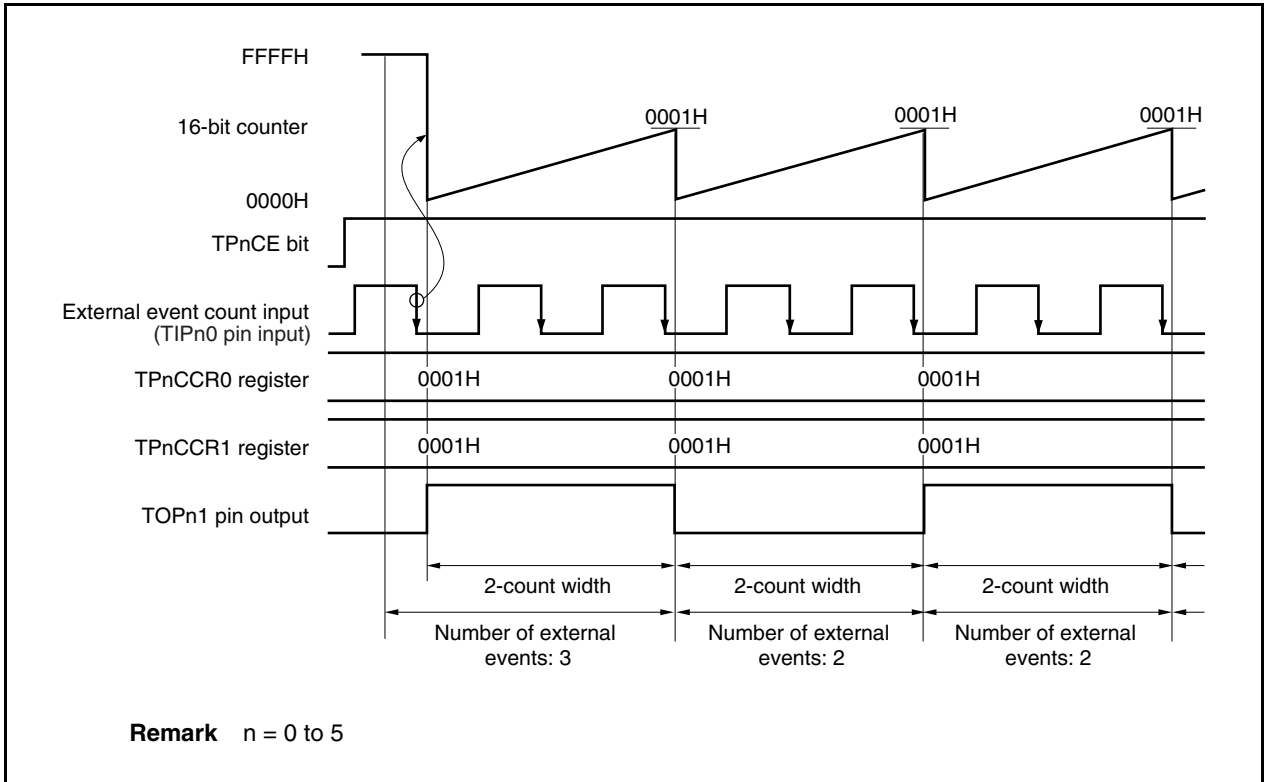 FFFFH
16-bit counter
0001H 0001H 0001H
0000H
TPnCE bit
External event count input
(TIPn0 pin input)
TPnCCR0 register
0001H 0001H 0001H
TPnCCR1 register
0001H 0001H 0001H
TOPn1 pin output
2-count width 2-count width 2-count width
Number of external Number of external Number of external
events: 3 events: 2 events: 2
Remark n = 0 to 5